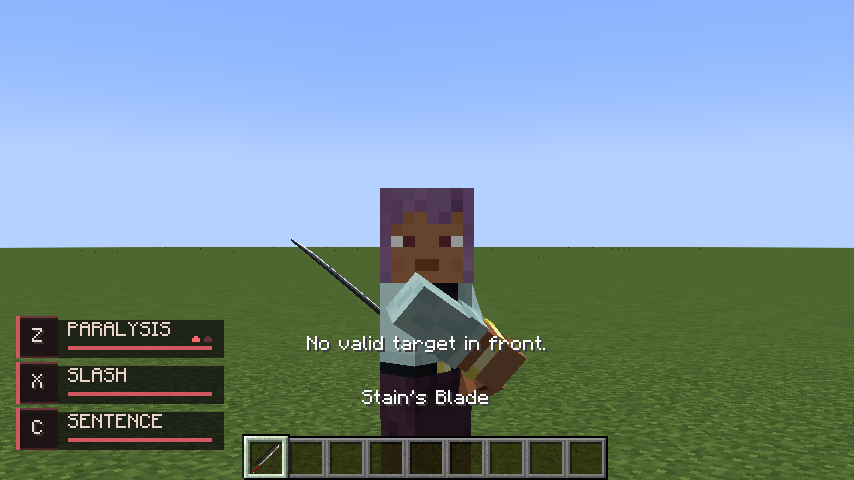 Z PARALYSIS
X SLASH
C SENTENCE
No valid target in front.
Stain's Blade